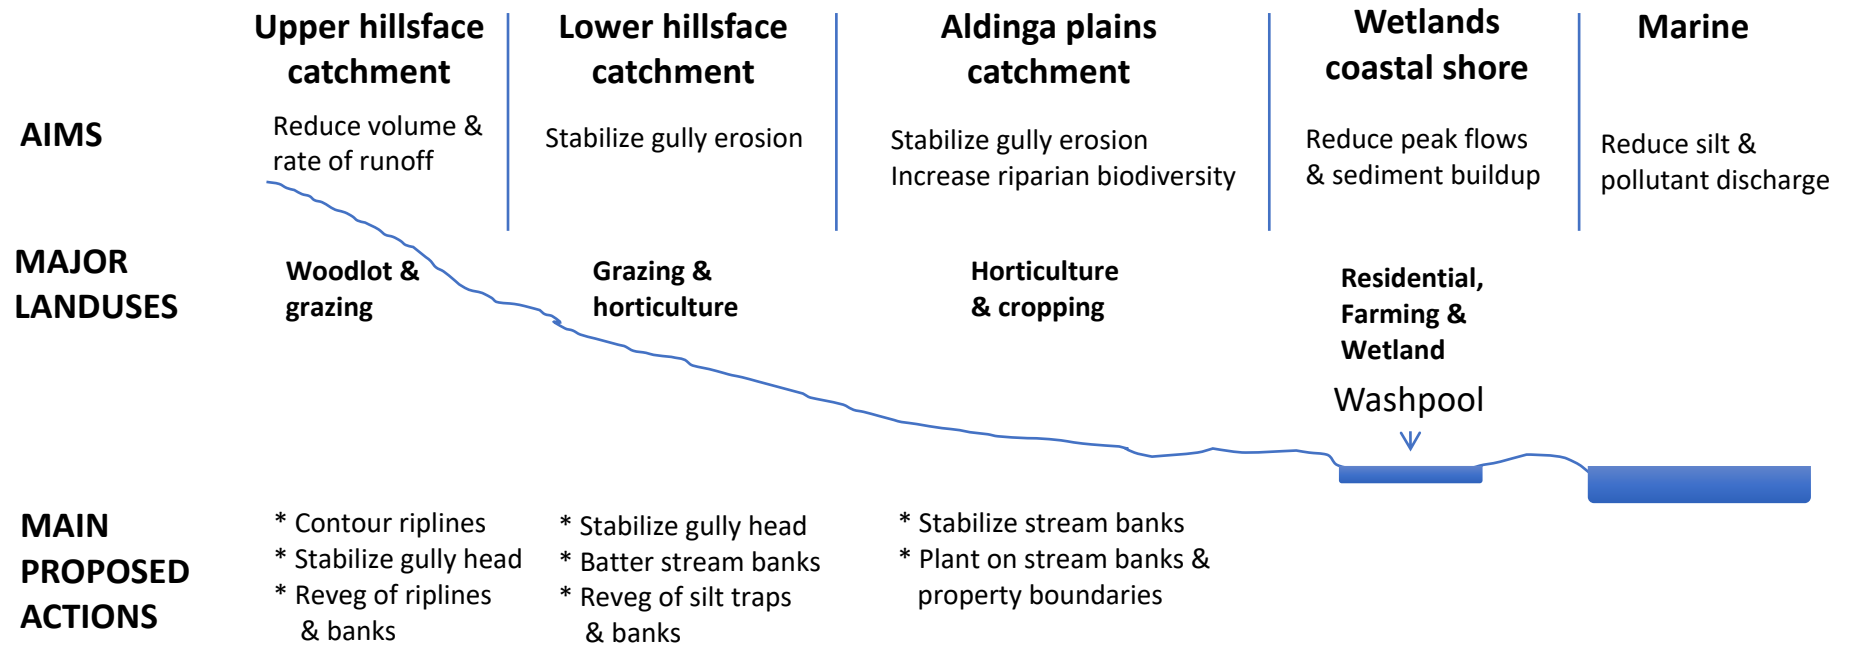 Upper hillsface
catchment
Lower hillsface
catchment
Aldinga plains
catchment
Wetlands
coastal shore
Marine
AIMS
Reduce volume &
rate of runoff
Stabilize gully erosion
Stabilize gully erosion
Increase riparian biodiversity
Reduce peak flows
& sediment buildup
Reduce silt &
pollutant discharge
MAJOR
LANDUSES
Woodlot &
grazing
Grazing &
horticulture
Horticulture
& cropping
Residential,
Farming &
Wetland
Washpool
MAIN
PROPOSED
ACTIONS
* Contour riplines
* Stabilize gully head
* Reveg of riplines
& banks
* Stabilize gully head
* Batter stream banks
* Reveg of silt traps
& banks
* Stabilize stream banks
* Plant on stream banks &
property boundaries